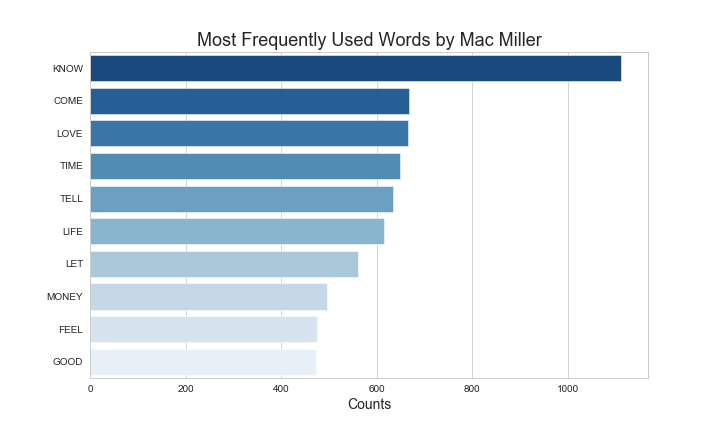 Most Frequently Used Words by Mac Miller
KNOW
COME
LOVE
TIME
TELL
LIFE
LET
MONEY
FEEL
GOOD
0 200 400 600 800 1000
Counts